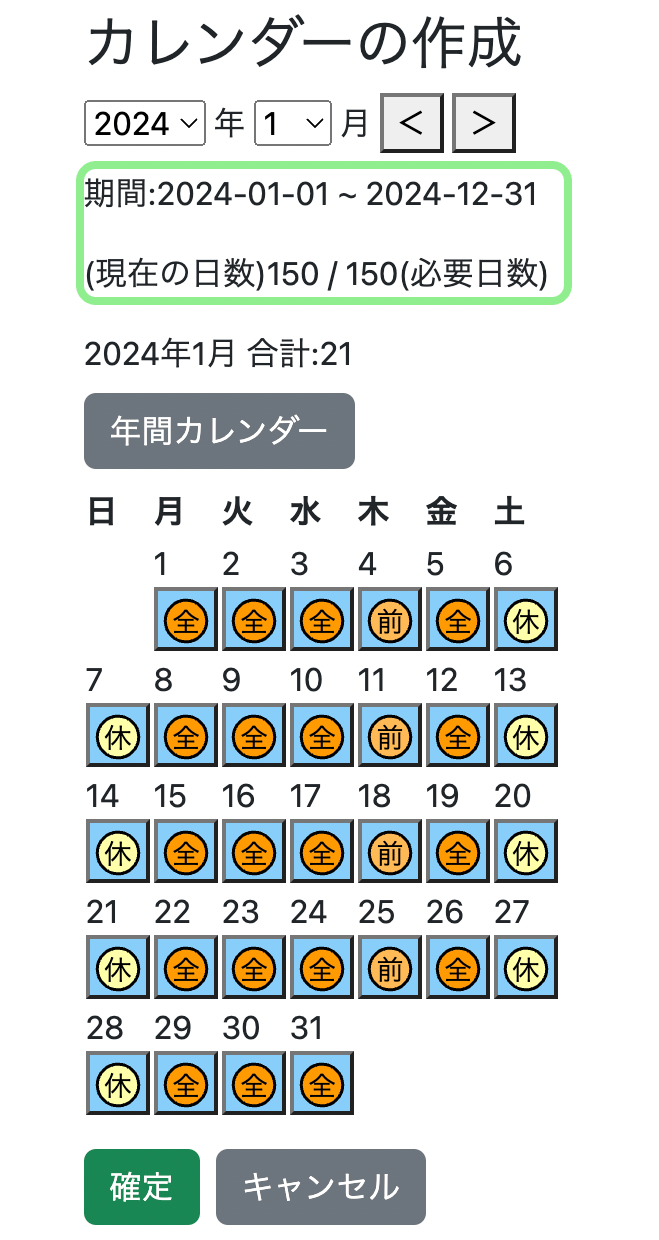 カレンダーの作成
2024 年 1 月 < >
期間:2024-01-01 ~ 2024-12-31
(現在の日数)150 / 150(必要日数)
2024年1月 合計:21
年間カレンダー
日 月 火 水 木 金 土
1 2 3 4 5 6
全 全 全 前 全 休
7 8 9 10 11 12 13
休 全 全 全 前 全 休
14 15 16 17 18 19 20
休 全 全 全 前 全 休
21 22 23 24 25 26 27
休 全 全 全 前 全 休
28 29 30 31
休 全 全 全
確定 キャンセル